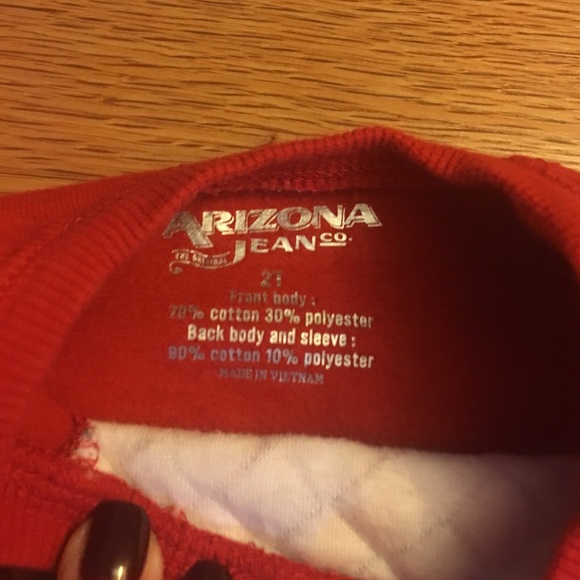 ARIZONA
THE ORIGINAL JEAN CO.
2T
Front body :
70% cotton 30% polyester
Back body and sleeve :
90% cotton 10% polyester
MADE IN VIETNAM